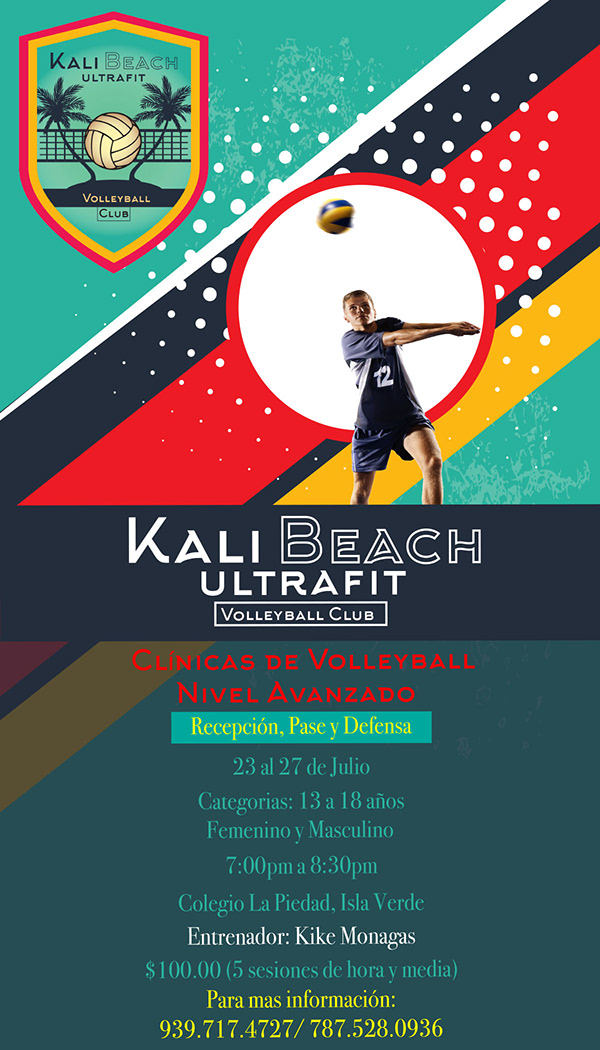 Kali Beach
Ultrafit
Volleyball
Club
12
Kali Beach
Ultrafit
Volleyball Club
Clínicas de Volleyball
Nivel Avanzado
Recepción, Pase y Defensa
23 al 27 de Julio
Categorias: 13 a 18 años
Femenino y Masculino
7:00pm a 8:30pm
Colegio La Piedad, Isla Verde
Entrenador: Kike Monagas
$100.00 (5 sesiones de hora y media)
Para mas información:
939.717.4727/ 787.528.0936